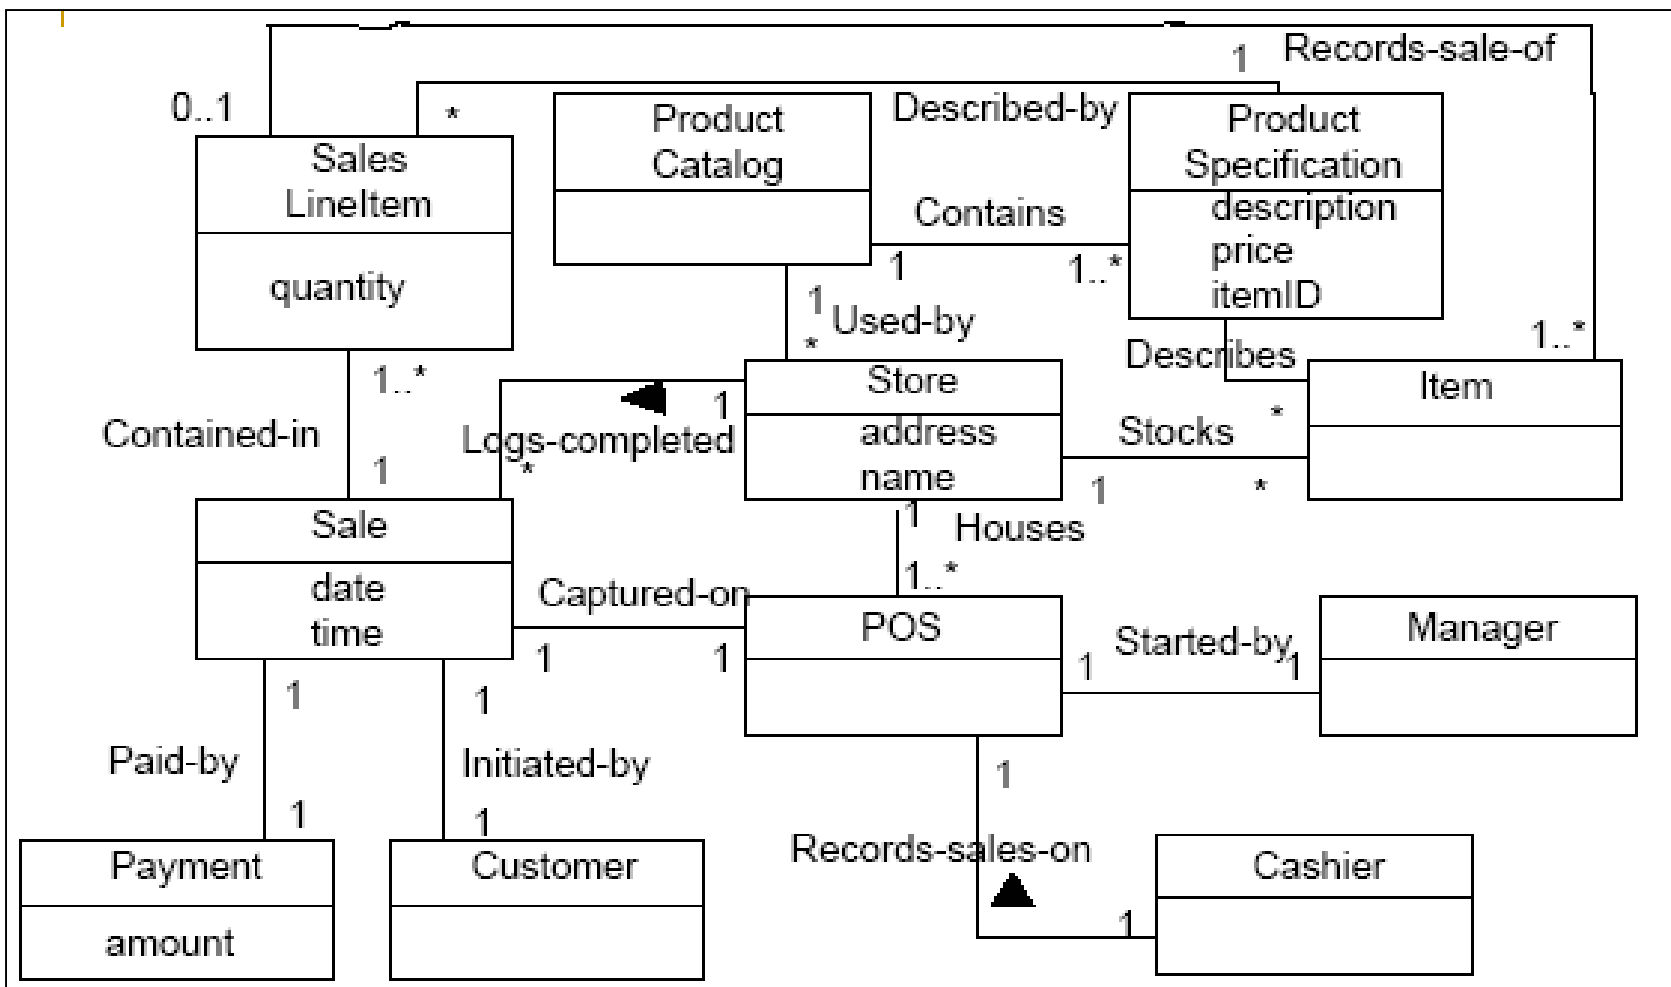 Records-sale-of
1
0..1
*
Described-by
Product
Catalog
Product
Specification
description
price
itemID
Sales
LineItem
quantity
Contains
1
1..*
1
Used-by
*
Describes
1..*
1..*
Store
address
name
Item
*
1
Logs-completed
*
Stocks
1
*
Contained-in
1
Sale
date
time
1
Houses
1..*
Captured-on
1
1
POS
Started-by
1
1
Manager
1
1
Paid-by
Initiated-by
1
1
1
Records-sales-on
1
Payment
amount
Customer
Cashier